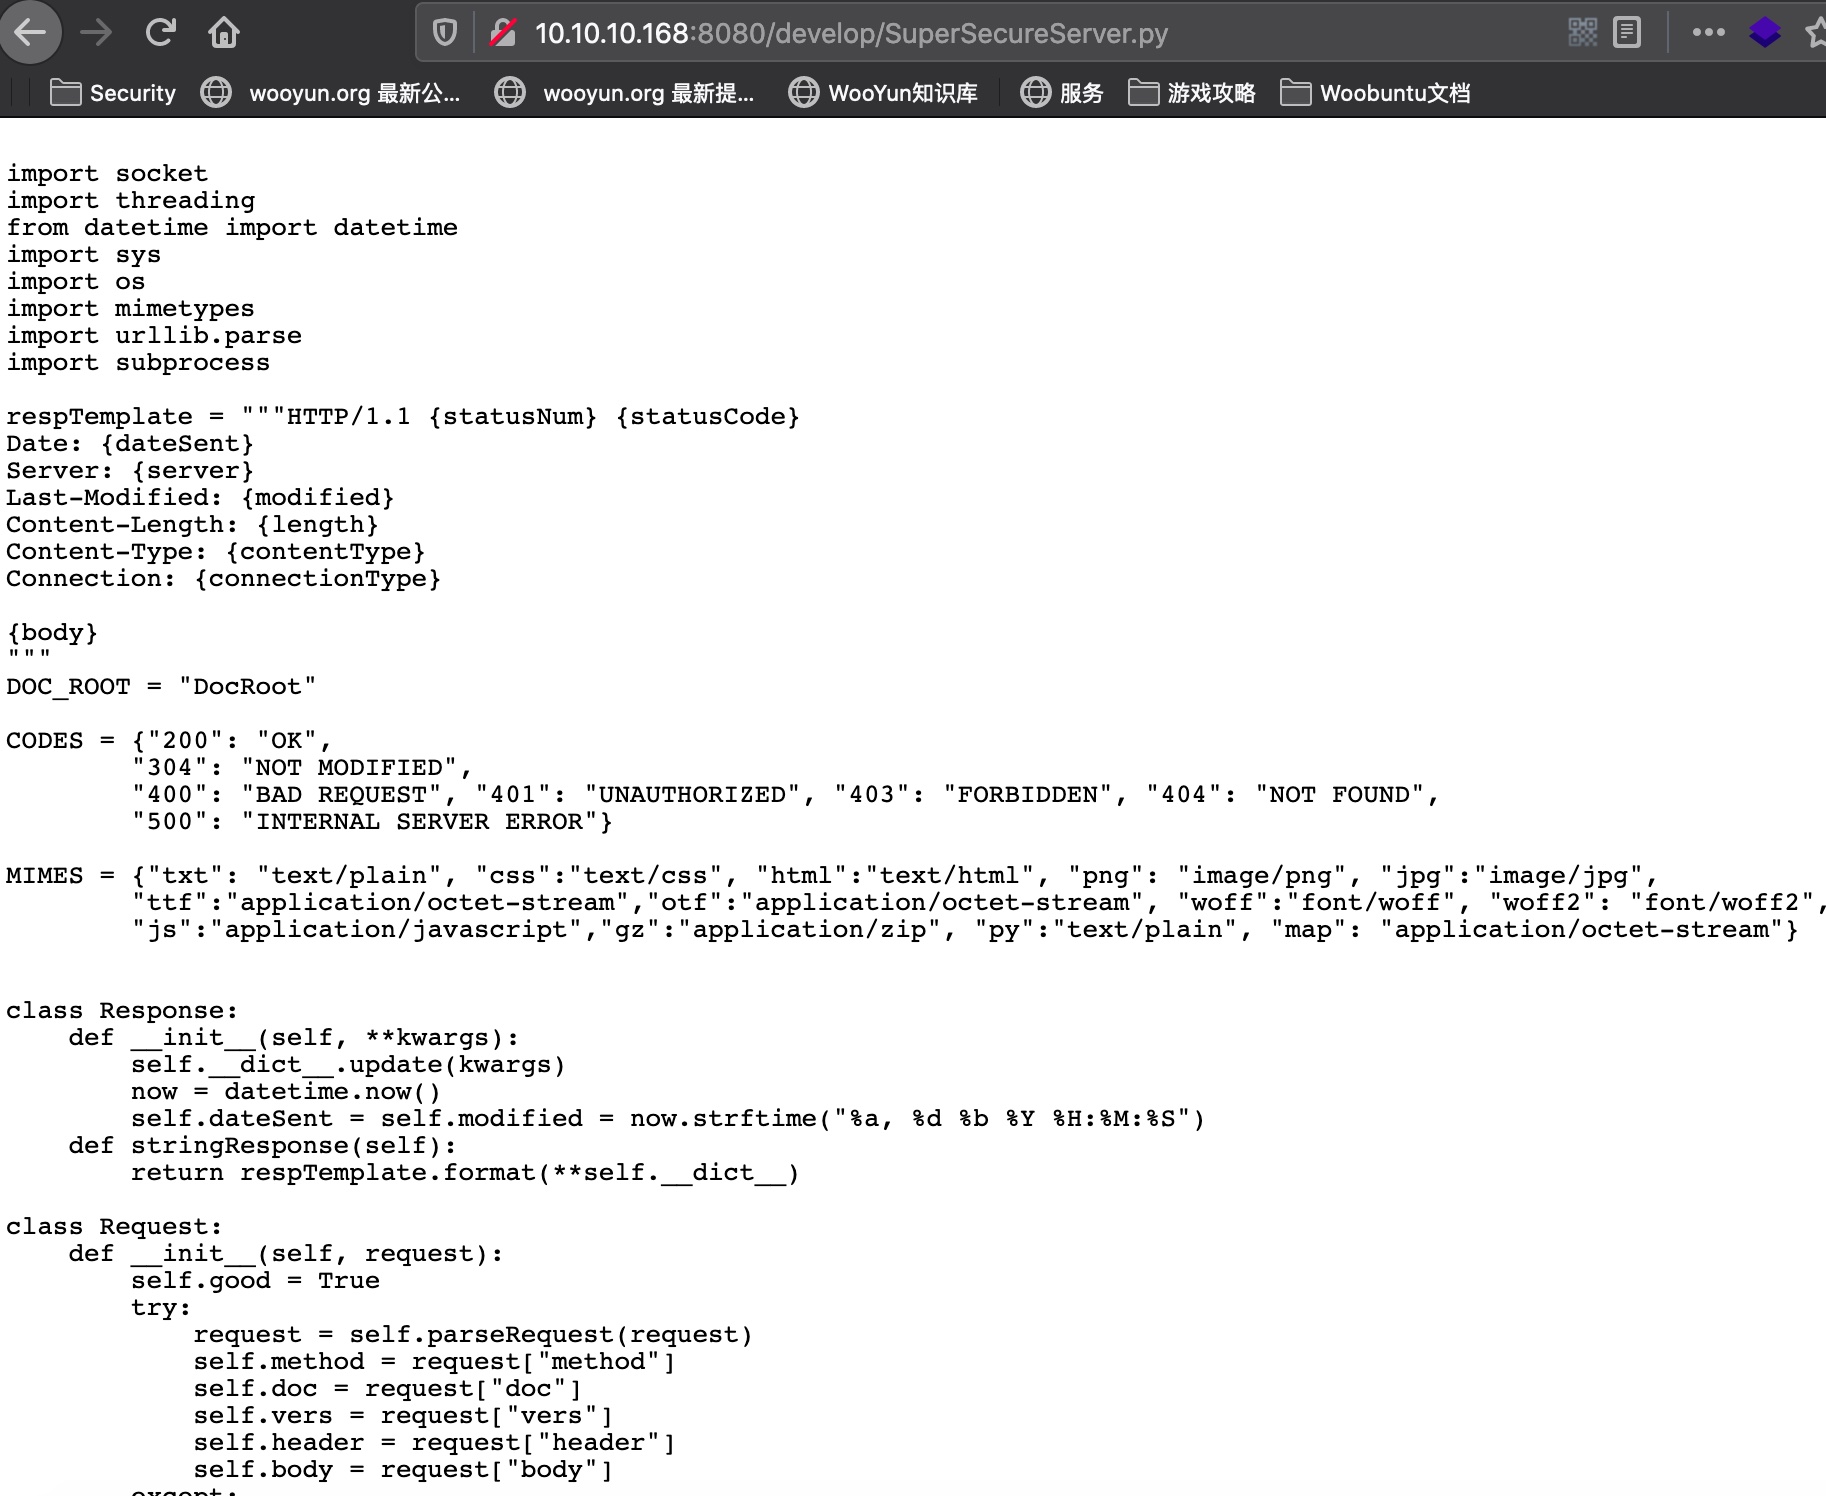 10.10.10.168:8080/develop/SuperSecureServer.py
Security wooyun.org 最新公... wooyun.org 最新提... WooYun知识库 服务 游戏攻略 Woobuntu文档
import socket
import threading
from datetime import datetime
import sys
import os
import mimetypes
import urllib.parse
import subprocess
respTemplate = """HTTP/1.1 {statusNum} {statusCode}
Date: {dateSent}
Server: {server}
Last-Modified: {modified}
Content-Length: {length}
Content-Type: {contentType}
Connection: {connectionType}
{body}
"""
DOC_ROOT = "DocRoot"
CODES = {"200": "OK",
"304": "NOT MODIFIED",
"400": "BAD REQUEST", "401": "UNAUTHORIZED", "403": "FORBIDDEN", "404": "NOT FOUND",
"500": "INTERNAL SERVER ERROR"}
MIMES = {"txt": "text/plain", "css":"text/css", "html":"text/html", "png": "image/png", "jpg":"image/jpg",
"ttf":"application/octet-stream","otf":"application/octet-stream", "woff":"font/woff", "woff2": "font/woff2",
"js":"application/javascript","gz":"application/zip", "py":"text/plain", "map": "application/octet-stream"}
class Response:
def __init__(self, **kwargs):
self.__dict__.update(kwargs)
now = datetime.now()
self.dateSent = self.modified = now.strftime("%a, %d %b %Y %H:%M:%S")
def stringResponse(self):
return respTemplate.format(**self.__dict__)
class Request:
def __init__(self, request):
self.good = True
try:
request = self.parseRequest(request)
self.method = request["method"]
self.doc = request["doc"]
self.vers = request["vers"]
self.header = request["header"]
self.body = request["body"]
except: